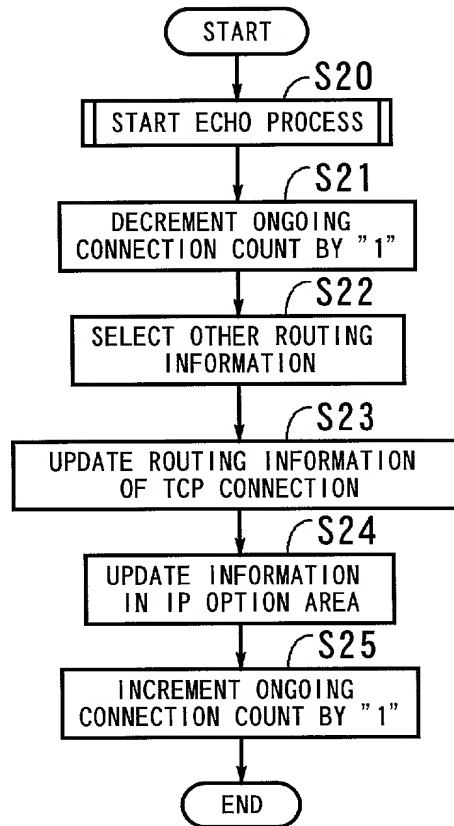 START
S20
START ECHO PROCESS
S21
DECREMENT ONGOING
CONNECTION COUNT BY "1"
S22
SELECT OTHER ROUTING
INFORMATION
S23
UPDATE ROUTING INFORMATION
OF TCP CONNECTION
S24
UPDATE INFORMATION
IN IP OPTION AREA
S25
INCREMENT ONGOING
CONNECTION COUNT BY "1"
END